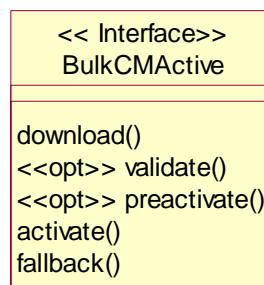 << Interface>>
BulkCMActive
download()
<<opt>> validate()
<<opt>> preactivate()
activate()
fallback()